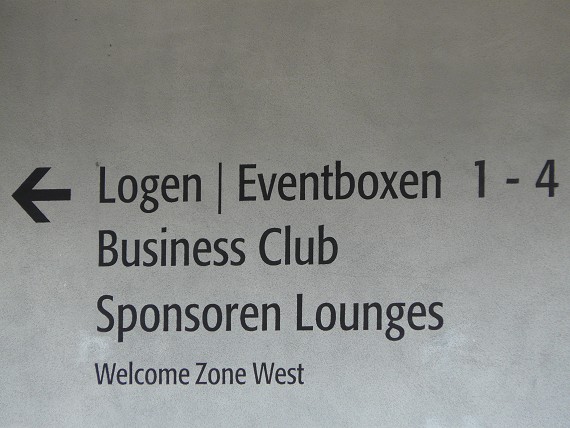 Logen | Eventboxen 1 - 4
Business Club
Sponsoren Lounges
Welcome Zone West